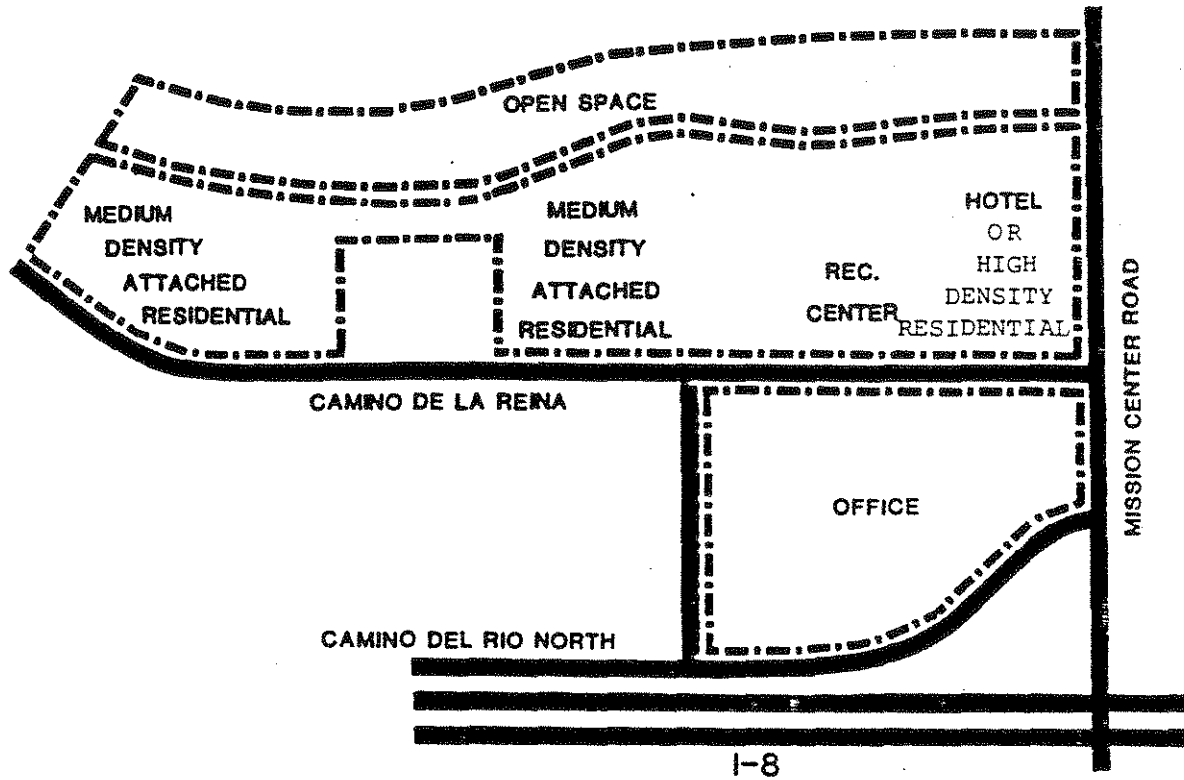 OPEN SPACE
MEDIUM
DENSITY
ATTACHED
RESIDENTIAL
MEDIUM
DENSITY
ATTACHED
RESIDENTIAL
REC.
CENTER
HOTEL
OR
HIGH
DENSITY
RESIDENTIAL
MISSION CENTER ROAD
CAMINO DE LA REINA
OFFICE
CAMINO DEL RIO NORTH
I-8